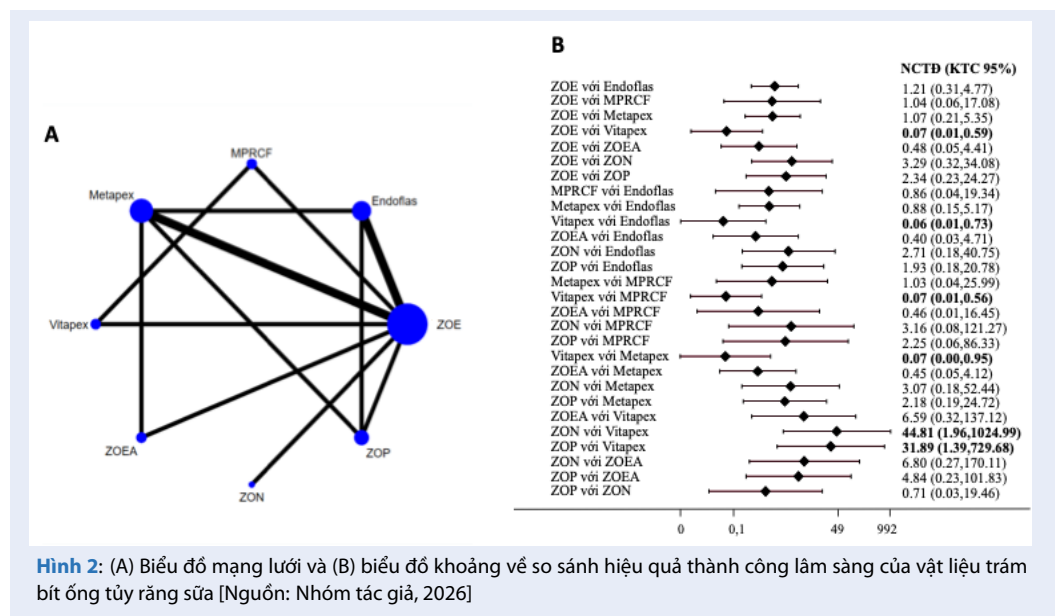 A
MPRCF
Metapex
Endoflas
Vitapex
ZOE
ZOEA
ZOP
ZON
B
NCTĐ (KTC 95%)
ZOE với Endoflas 1.21 (0.31,4.77)
ZOE với MPRCF 1.04 (0.06,17.08)
ZOE với Metapex 1.07 (0.21,5.35)
ZOE với Vitapex 0.07 (0.01,0.59)
ZOE với ZOEA 0.48 (0.05,4.41)
ZOE với ZON 3.29 (0.32,34.08)
ZOE với ZOP 2.34 (0.23,24.27)
MPRCF với Endoflas 0.86 (0.04,19.34)
Metapex với Endoflas 0.88 (0.15,5.17)
Vitapex với Endoflas 0.06 (0.01,0.73)
ZOEA với Endoflas 0.40 (0.03,4.71)
ZON với Endoflas 2.71 (0.18,40.75)
ZOP với Endoflas 1.93 (0.18,20.78)
Metapex với MPRCF 1.03 (0.04,25.99)
Vitapex với MPRCF 0.07 (0.01,0.56)
ZOEA với MPRCF 0.46 (0.01,16.45)
ZON với MPRCF 3.16 (0.08,121.27)
ZOP với MPRCF 2.25 (0.06,86.33)
Vitapex với Metapex 0.07 (0.00,0.95)
ZOEA với Metapex 0.45 (0.05,4.12)
ZON với Metapex 3.07 (0.18,52.44)
ZOP với Metapex 2.18 (0.19,24.72)
ZOEA với Vitapex 6.59 (0.32,137.12)
ZON với Vitapex 44.81 (1.96,1024.99)
ZOP với Vitapex 31.89 (1.39,729.68)
ZON với ZOEA 6.80 (0.27,170.11)
ZOP với ZOEA 4.84 (0.23,101.83)
ZOP với ZON 0.71 (0.03,19.46)
0 0,1 49 992
Hình 2: (A) Biểu đồ mạng lưới và (B) biểu đồ khoảng về so sánh hiệu quả thành công lâm sàng của vật liệu trám
bít ống tủy răng sữa [Nguồn: Nhóm tác giả, 2026]